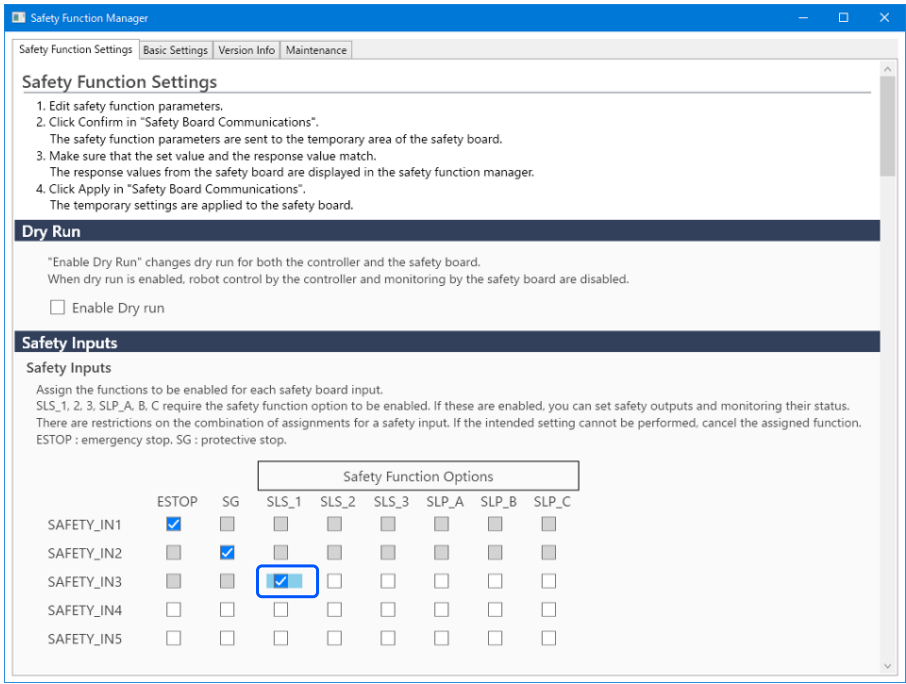 Safety Function Manager
Safety Function Settings Basic Settings Version Info Maintenance
Safety Function Settings
1. Edit safety function parameters.
2. Click Confirm in "Safety Board Communications".
The safety function parameters are sent to the temporary area of the safety board.
3. Make sure that the set value and the response value match.
The response values from the safety board are displayed in the safety function manager.
4. Click Apply in "Safety Board Communications".
The temporary settings are applied to the safety board.
Dry Run
"Enable Dry Run" changes dry run for both the controller and the safety board.
When dry run is enabled, robot control by the controller and monitoring by the safety board are disabled.
Enable Dry run
Safety Inputs
Safety Inputs
Assign the functions to be enabled for each safety board input.
SLS_1, 2, 3, SLP_A, B, C require the safety function option to be enabled. If these are enabled, you can set safety outputs and monitoring their status.
There are restrictions on the combination of assignments for a safety input. If the intended setting cannot be performed, cancel the assigned function.
ESTOP : emergency stop, SG : protective stop.
Safety Function Options
ESTOP SG SLS_1 SLS_2 SLS_3 SLP_A SLP_B SLP_C
SAFETY_IN1
SAFETY_IN2
SAFETY_IN3
SAFETY_IN4
SAFETY_IN5